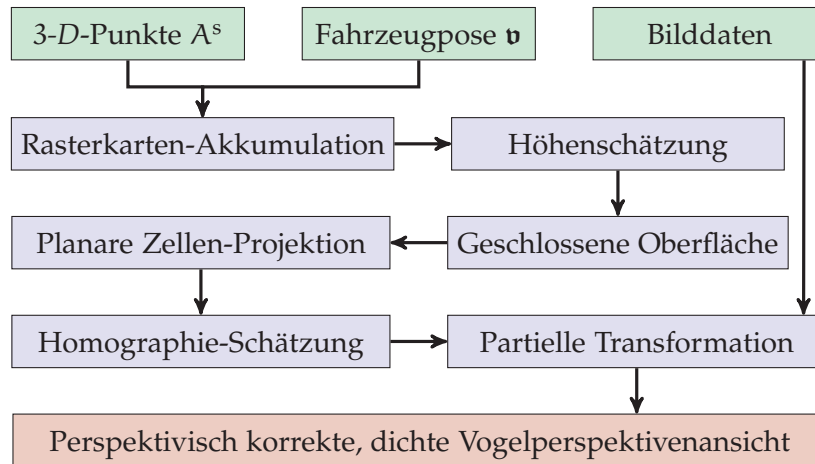 3-D-Punkte Aˢ
Fahrzeugpose 𝖛
Bilddaten
Rasterkarten-Akkumulation
Höhenschätzung
Planare Zellen-Projektion
Geschlossene Oberfläche
Homographie-Schätzung
Partielle Transformation
Perspektivisch korrekte, dichte Vogelperspektivenansicht